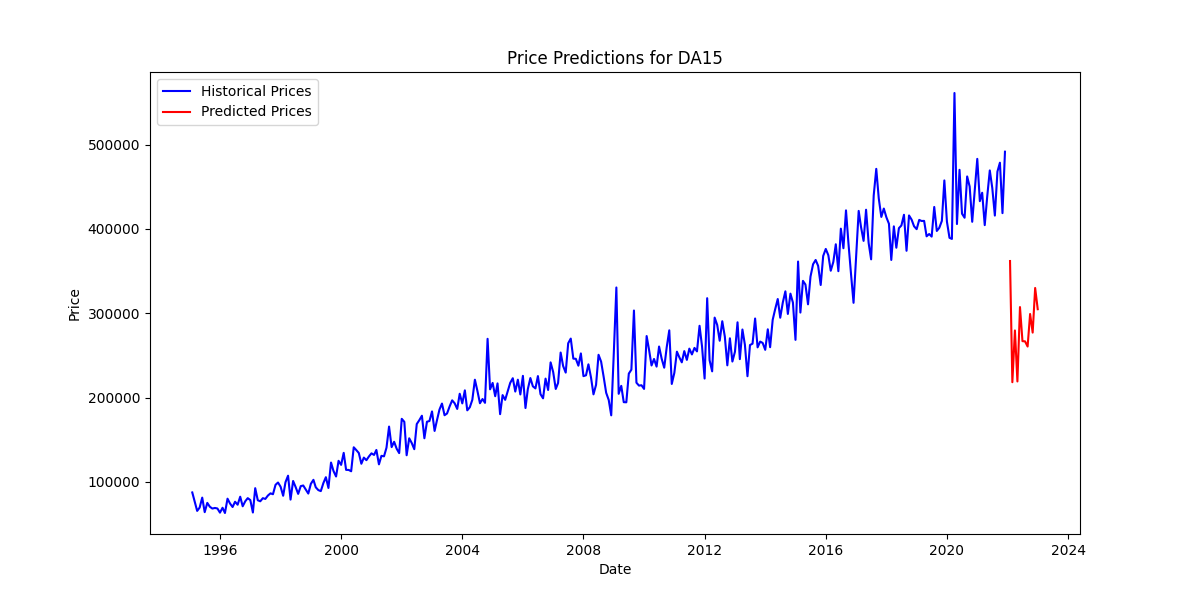 Price Predictions for DA15
Historical Prices
Predicted Prices
500000
400000
300000
200000
100000
Price
1996 2000 2004 2008 2012 2016 2020 2024
Date